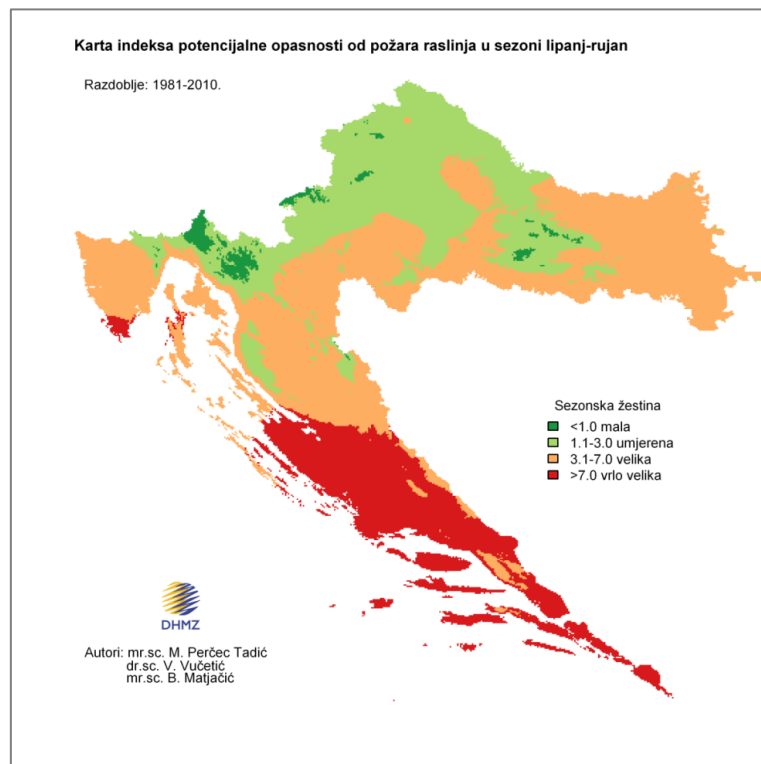 Karta indeksa potencijalne opasnosti od požara raslinja u sezoni lipanj-rujan
Razdoblje: 1981-2010.
Sezonska žestina
<1.0 mala
1.1-3.0 umjerena
3.1-7.0 velika
>7.0 vrlo velika
DHMZ
Autori: mr.sc. M. Perčec Tadić
dr.sc. V. Vučetić
mr.sc. B. Matjačić